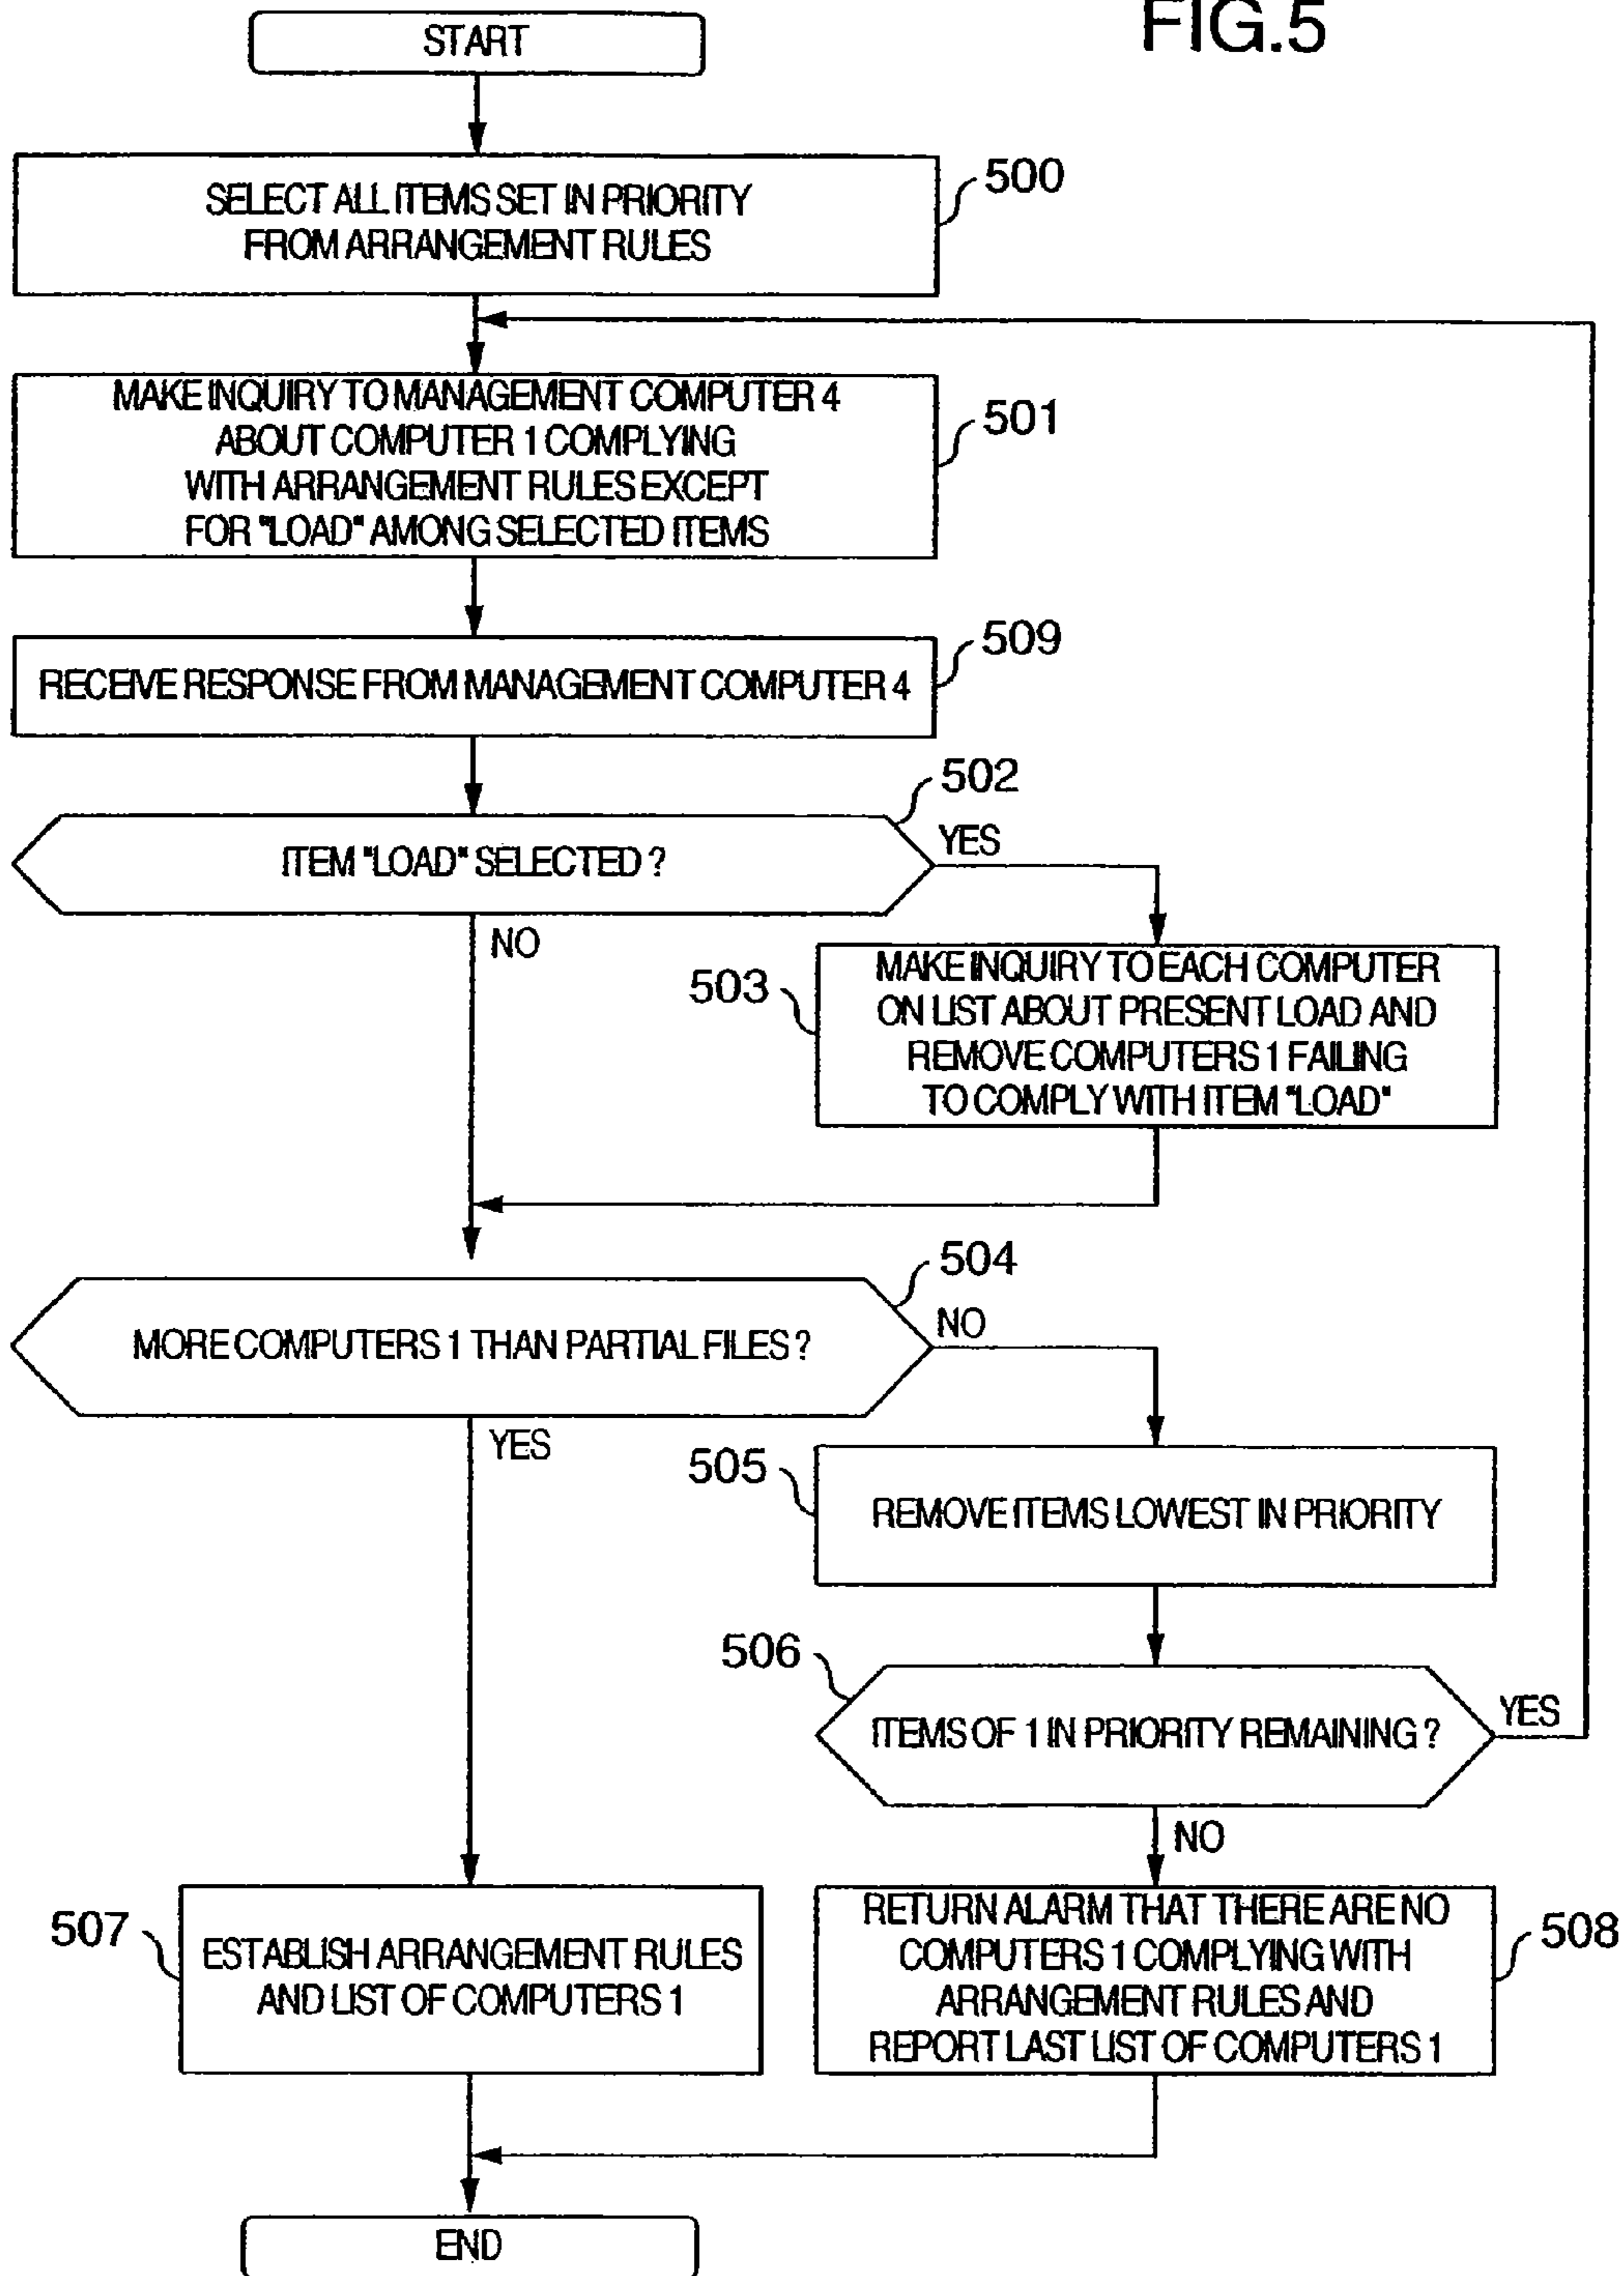 FIG.5
START
500
SELECT ALL ITEMS SET IN PRIORITY
FROM ARRANGEMENT RULES
501
MAKE INQUIRY TO MANAGEMENT COMPUTER 4
ABOUT COMPUTER 1 COMPLYING
WITH ARRANGEMENT RULES EXCEPT
FOR "LOAD" AMONG SELECTED ITEMS
509
RECEIVE RESPONSE FROM MANAGEMENT COMPUTER 4
502
ITEM "LOAD" SELECTED ?
YES
NO
503
MAKE INQUIRY TO EACH COMPUTER
ON LIST ABOUT PRESENT LOAD AND
REMOVE COMPUTERS 1 FAILING
TO COMPLY WITH ITEM "LOAD"
504
MORE COMPUTERS 1 THAN PARTIAL FILES ?
NO
YES
505
REMOVE ITEMS LOWEST IN PRIORITY
506
ITEMS OF 1 IN PRIORITY REMAINING ?
YES
NO
507
ESTABLISH ARRANGEMENT RULES
AND LIST OF COMPUTERS 1
508
RETURN ALARM THAT THERE ARE NO
COMPUTERS 1 COMPLYING WITH
ARRANGEMENT RULES AND
REPORT LAST LIST OF COMPUTERS 1
END